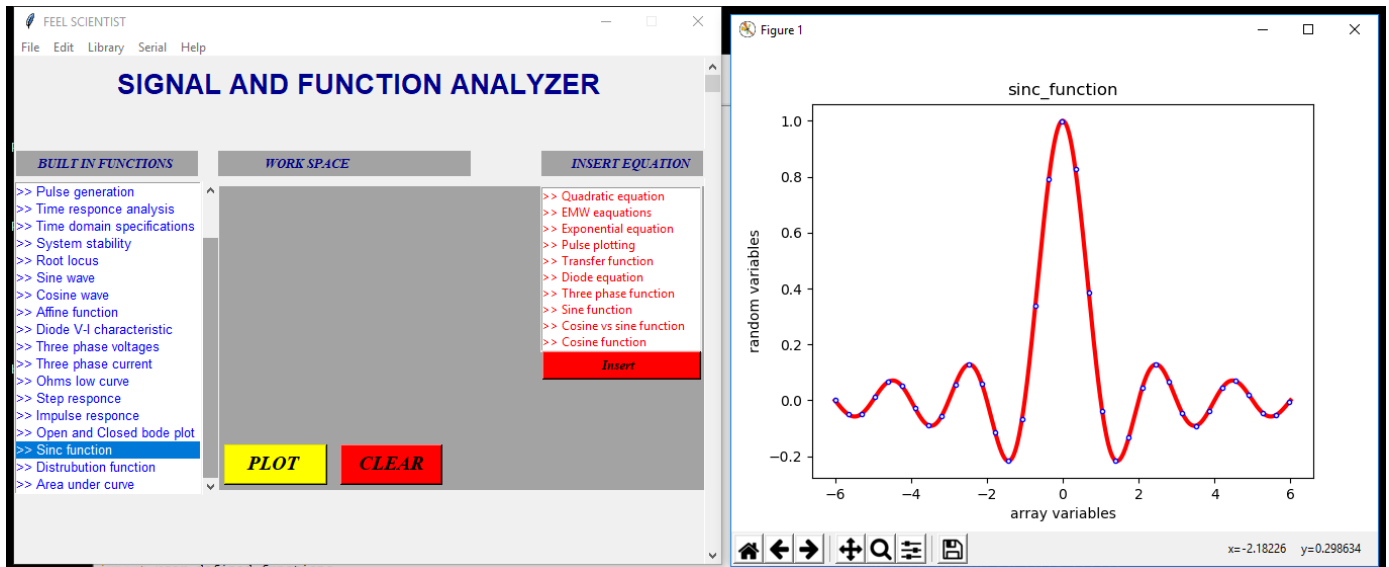 FEEL SCIENTIST
File Edit Library Serial Help
SIGNAL AND FUNCTION ANALYZER
BUILT IN FUNCTIONS
>> Pulse generation
>> Time responce analysis
>> Time domain specifications
>> System stability
>> Root locus
>> Sine wave
>> Cosine wave
>> Affine function
>> Diode V-I characteristic
>> Three phase voltages
>> Three phase current
>> Ohms low curve
>> Step responce
>> Impulse responce
>> Open and Closed bode plot
>> Sinc function
>> Distrubution function
>> Area under curve
WORK SPACE
PLOT
CLEAR
INSERT EQUATION
>> Quadratic equation
>> EMW eaquations
>> Exponential equation
>> Pulse plotting
>> Transfer function
>> Diode equation
>> Three phase function
>> Sine function
>> Cosine vs sine function
>> Cosine function
Insert
Figure 1
sinc_function
random variables
1.0
0.8
0.6
0.4
0.2
0.0
−0.2
−6 −4 −2 0 2 4 6
array variables
x=-2.18226 y=0.298634